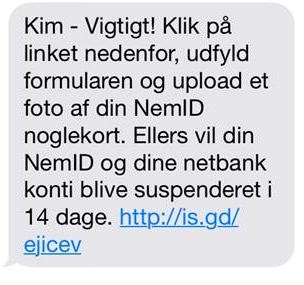 Kim - Vigtigt! Klik på
linket nedenfor, udfyld
formularen og upload et
foto af din NemID
noglekort. Ellers vil din
NemID og dine netbank
konti blive suspenderet i
14 dage. http://is.gd/
ejicev